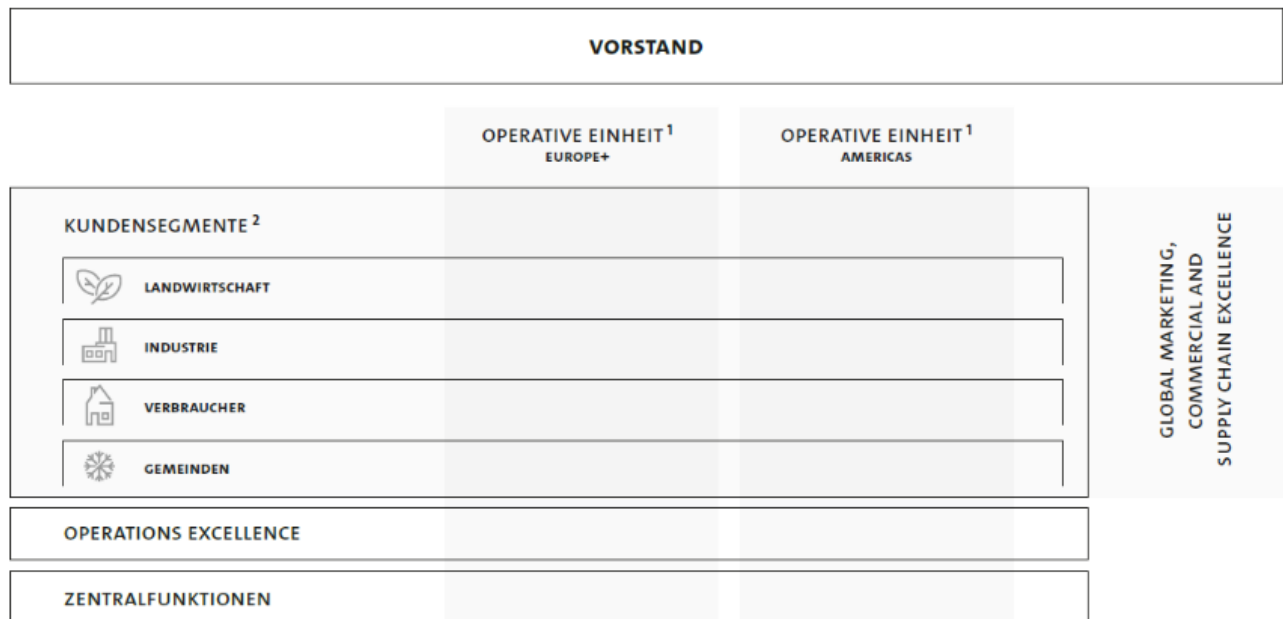 VORSTAND
OPERATIVE EINHEIT¹
EUROPE+
OPERATIVE EINHEIT¹
AMERICAS
KUNDENSEGMENTE²
LANDWIRTSCHAFT
INDUSTRIE
VERBRAUCHER
GEMEINDEN
GLOBAL MARKETING,
COMMERCIAL AND
SUPPLY CHAIN EXCELLENCE
OPERATIONS EXCELLENCE
ZENTRALFUNKTIONEN